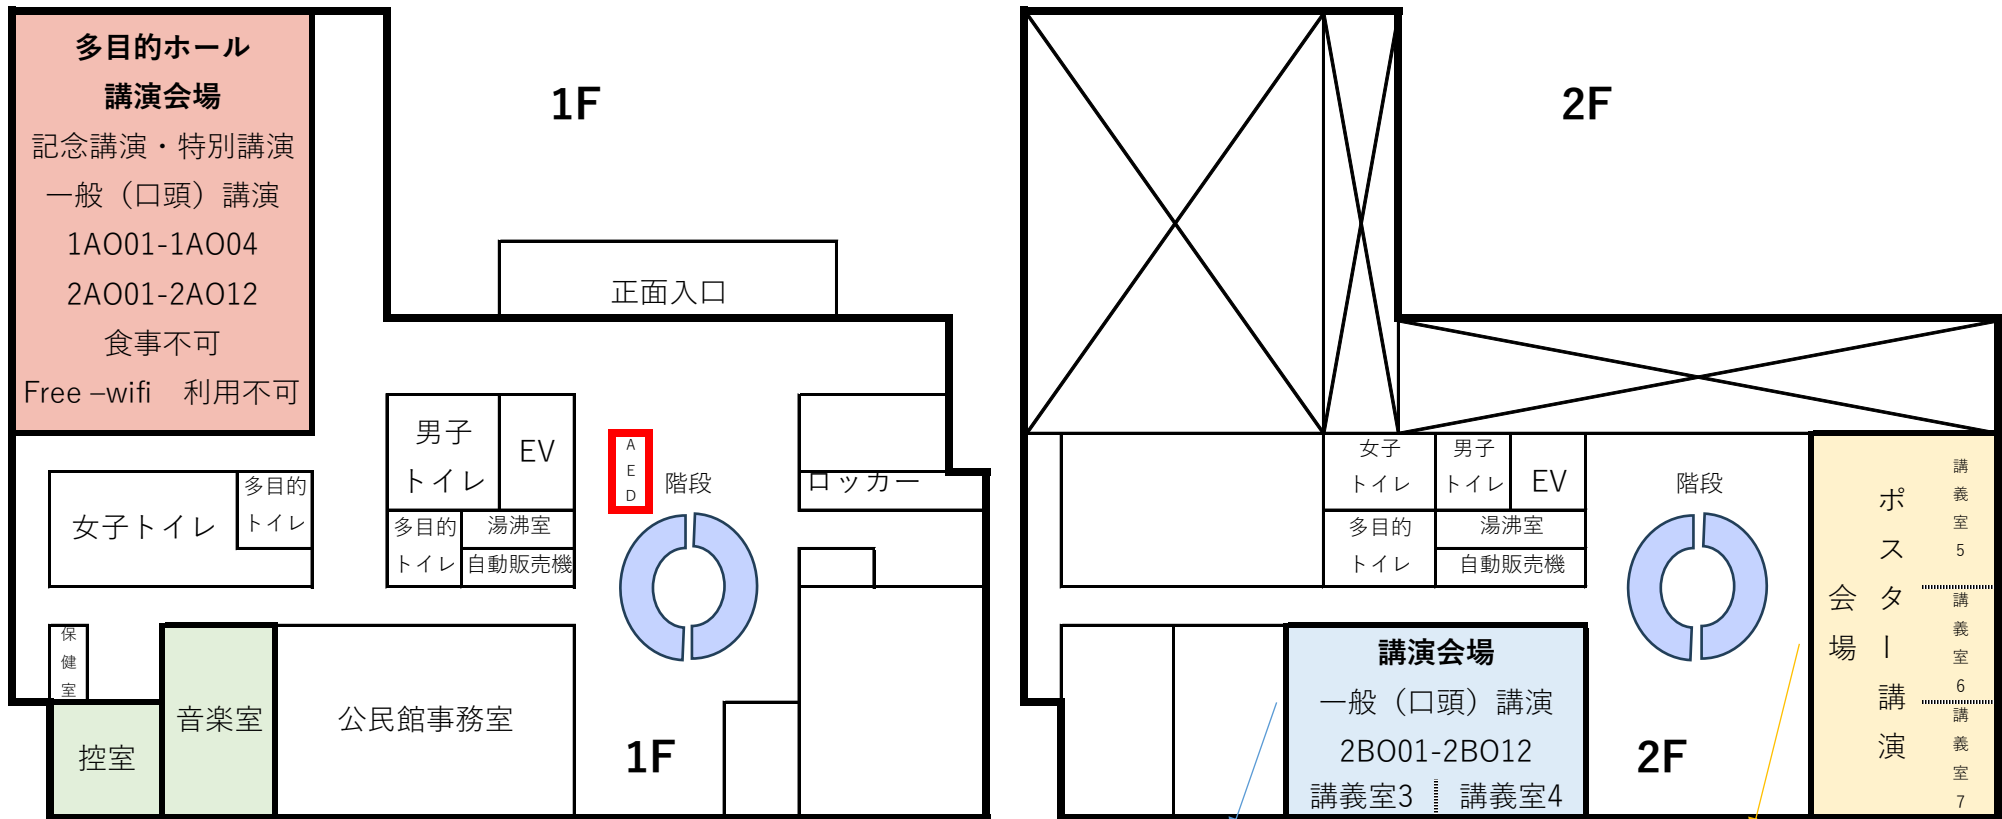 多目的ホール
講演会場
記念講演・特別講演
一般（口頭）講演
1AO01-1AO04
2AO01-2AO12
食事不可
Free –wifi　利用不可
1F
正面入口
男子
トイレ
EV
AED
階段
ロッカー
女子トイレ
多目的
トイレ
多目的
トイレ
湯沸室
自動販売機
保健室
控室
音楽室
公民館事務室
1F
2F
女子
トイレ
男子
トイレ
EV
階段
多目的
トイレ
湯沸室
自動販売機
講演会場
一般（口頭）講演
2BO01-2BO12
講義室3
講義室4
2F
ポスター講演
会場
講義室5
講義室6
講義室7